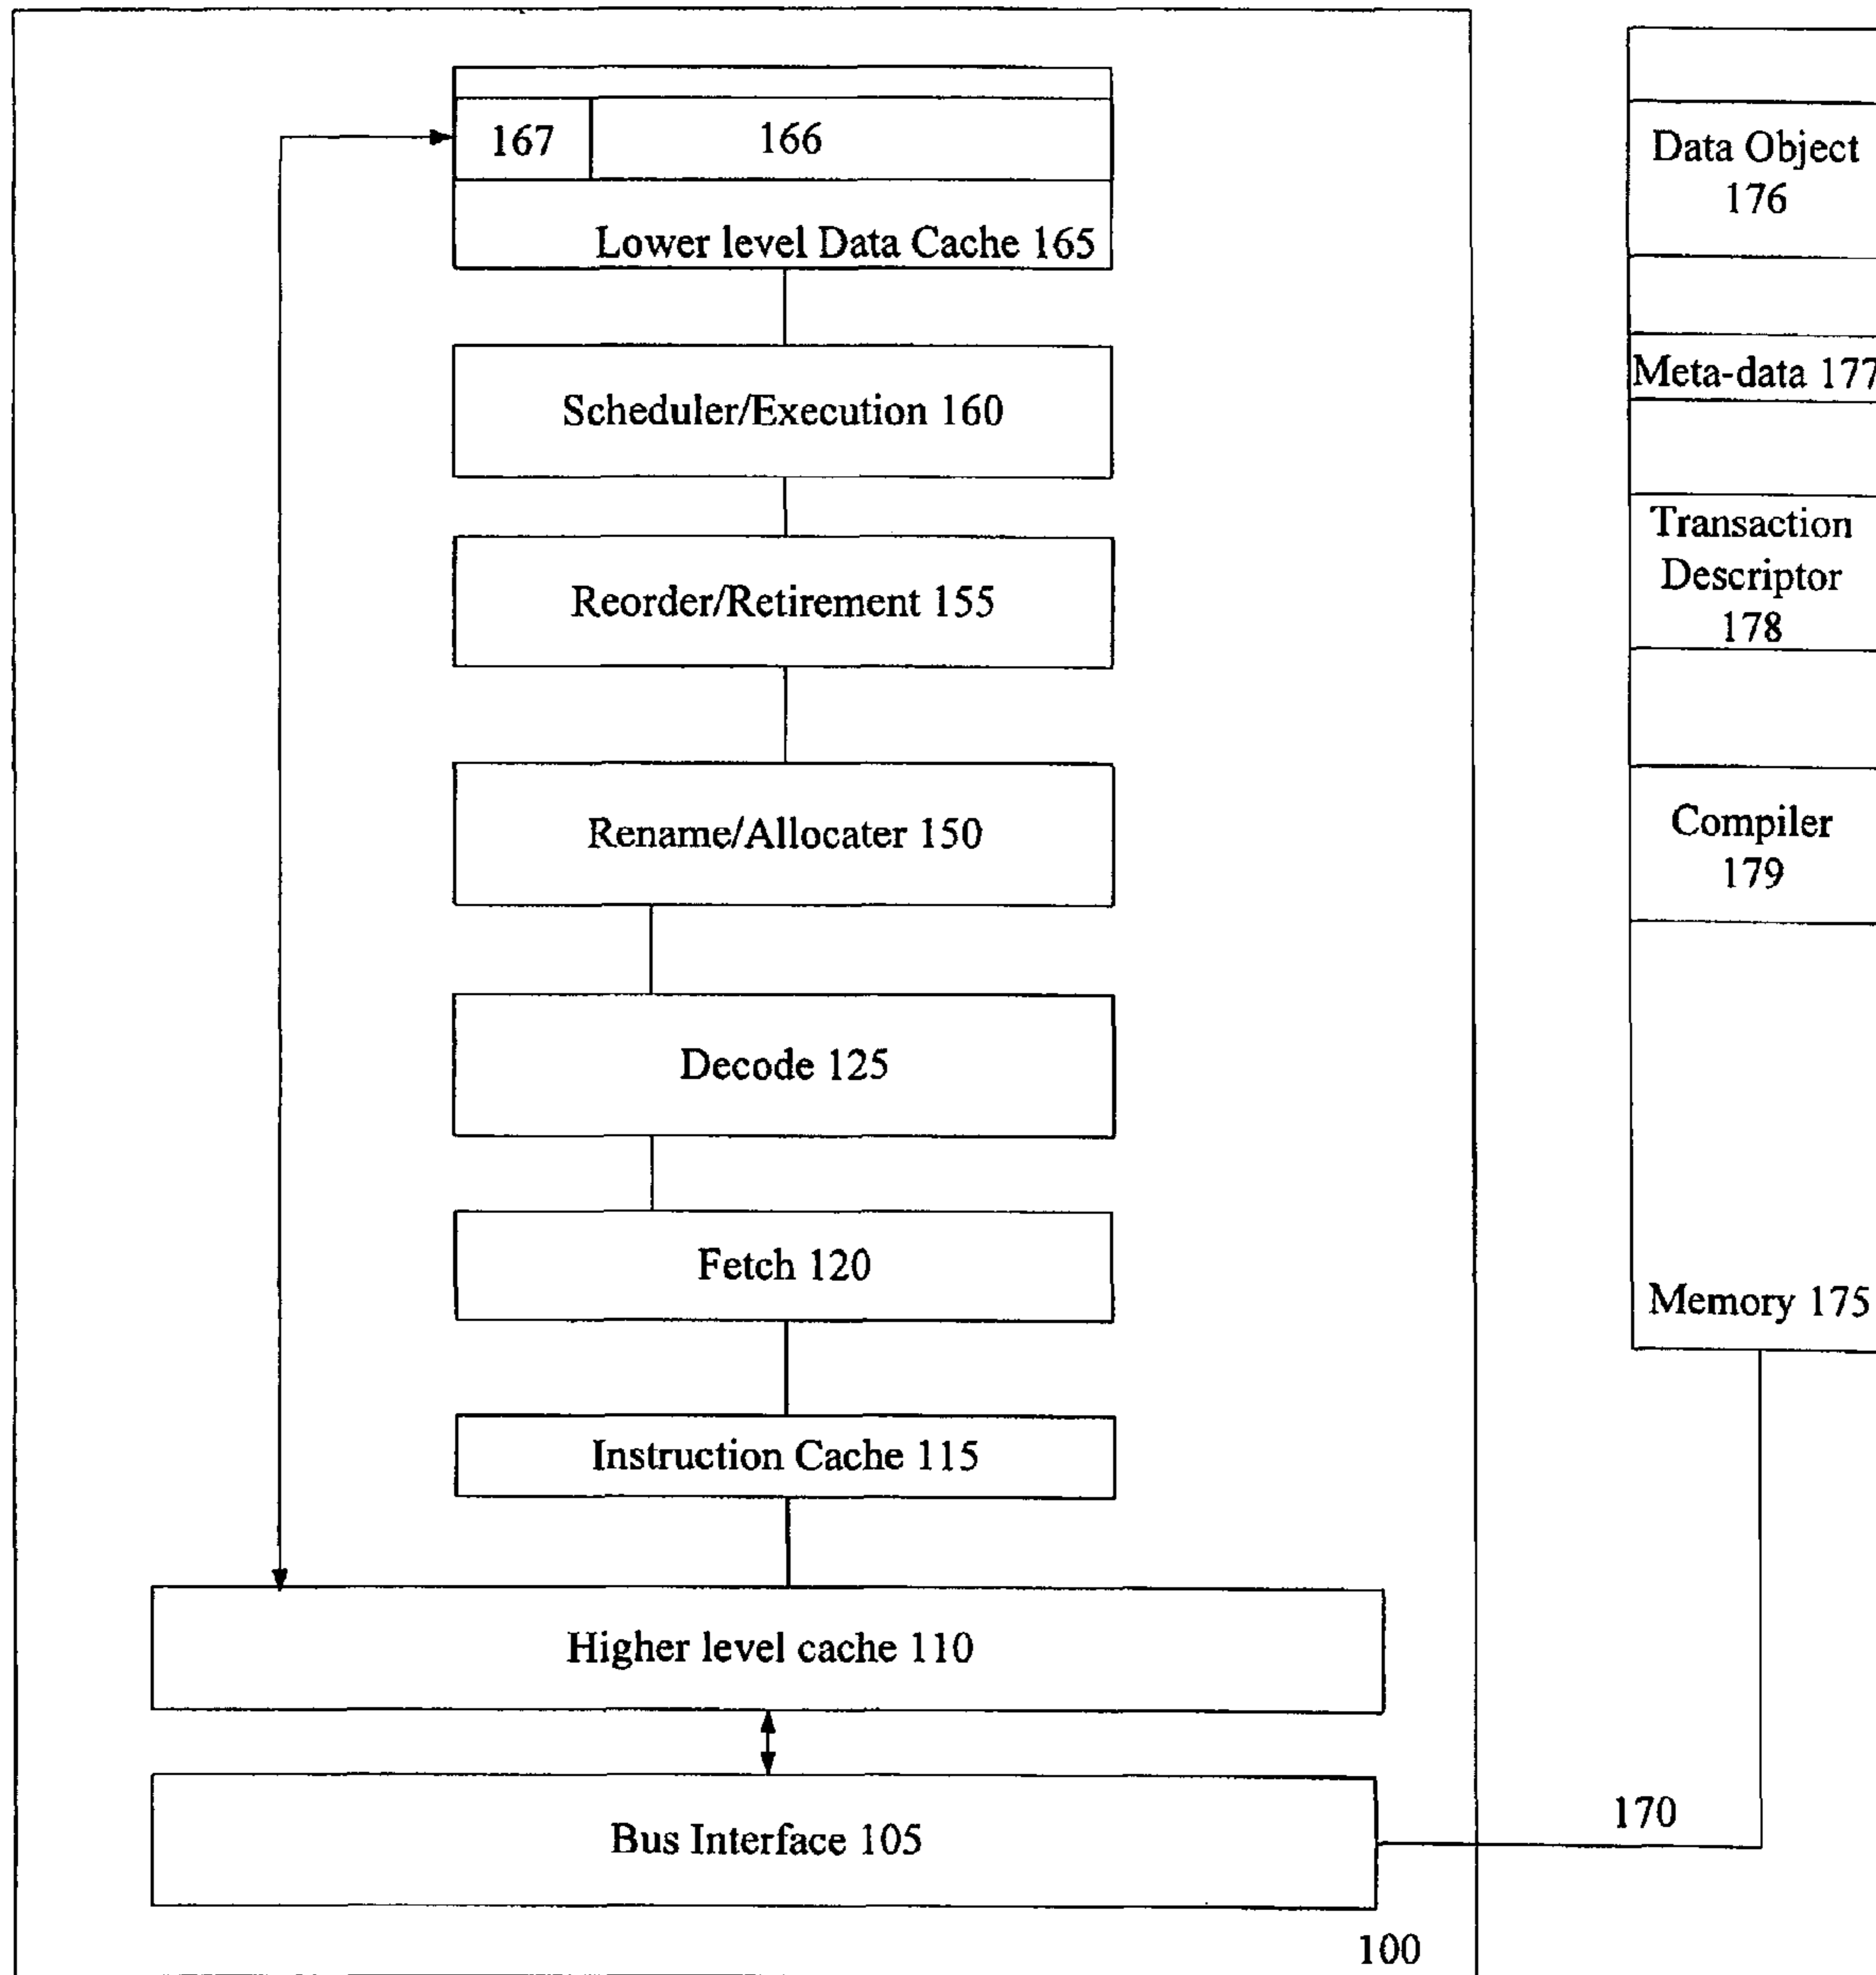 167
166
Lower level Data Cache 165
Scheduler/Execution 160
Reorder/Retirement 155
Rename/Allocater 150
Decode 125
Fetch 120
Instruction Cache 115
Higher level cache 110
Bus Interface 105
100
170
Data Object
176
Meta-data 177
Transaction
Descriptor
178
Compiler
179
Memory 175